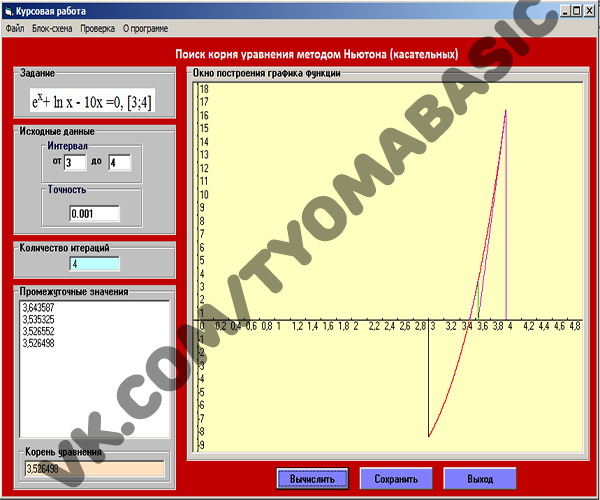 Курсовая работа
Файл Блок-схема Проверка О программе
Поиск корня уравнения методом Ньютона (касательных)
Задание
e^x+ ln x - 10x =0, [3;4]
Исходные данные
Интервал
от 3 до 4
Точность
0.001
Количество итераций
4
Промежуточные значения
3,643587
3,535325
3,526552
3,526498
Корень уравнения
3,526498
Окно построения графика функции
18
17
16
15
14
13
12
11
10
9
8
7
6
5
4
3
2
1
0 0,2 0,4 0,6 0,8 1 1,2 1,4 1,6 1,8 2 2,2 2,4 2,6 2,8 3 3,2 3,4 3,6 3,8 4 4,2 4,4 4,6 4,8
-1
-2
-3
-4
-5
-6
-7
-8
-9
Вычислить Сохранить Выход
VK.COM/TYOMABASIC